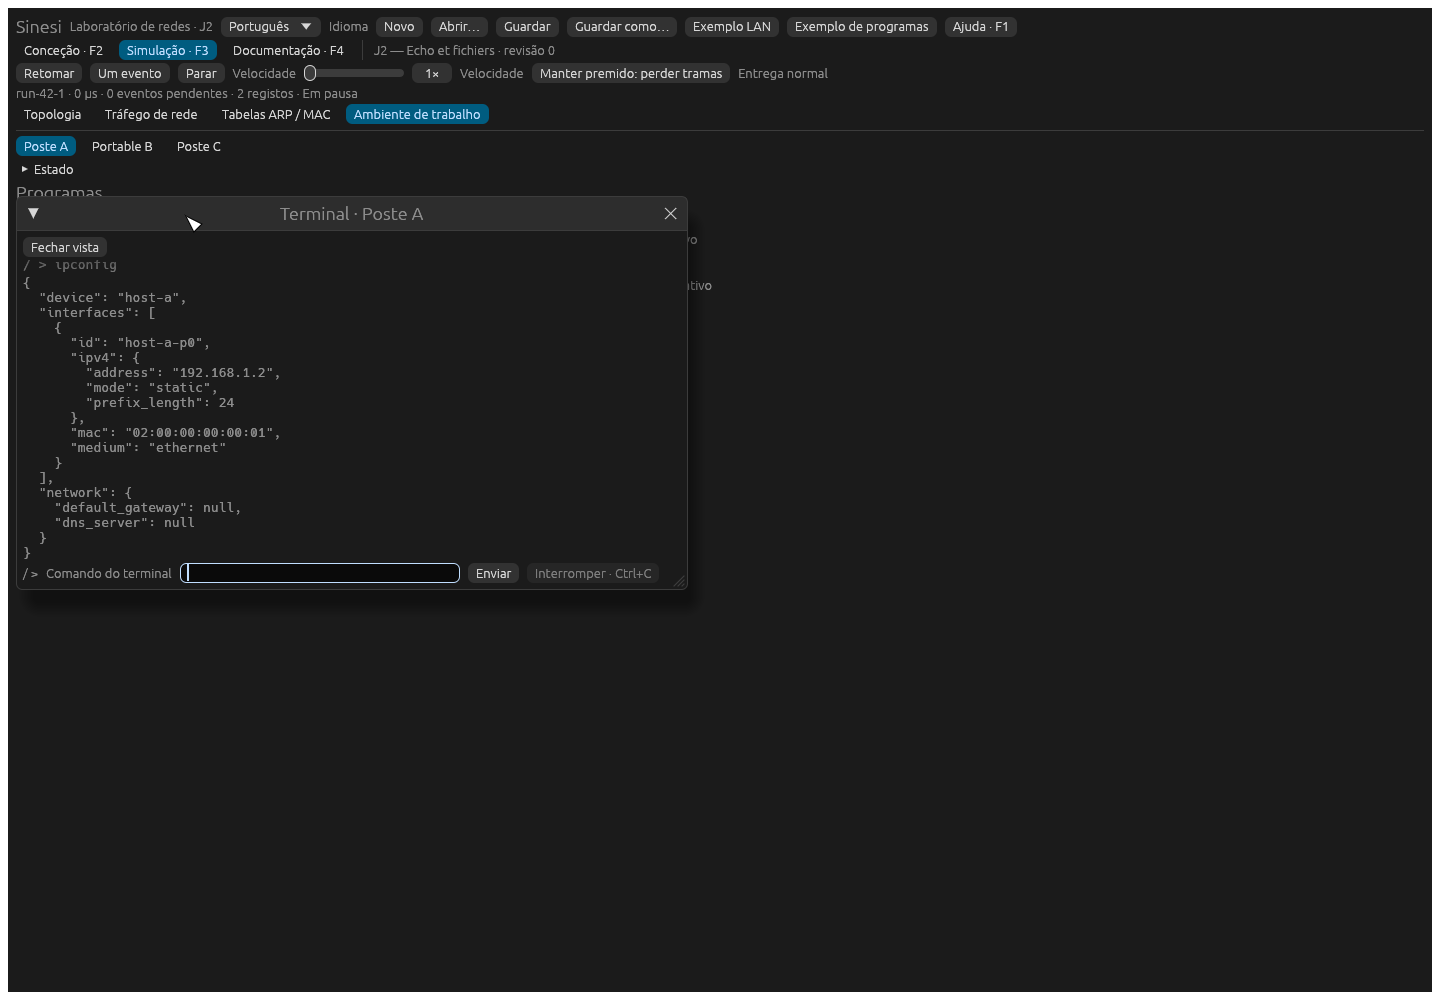 Sinesi Laboratório de redes · J2 Português Idioma Novo Abrir... Guardar Guardar como... Exemplo LAN Exemplo de programas Ajuda · F1
Conceção · F2 Simulação · F3 Documentação · F4 J2 — Echo et fichiers · revisão 0
Retomar Um evento Parar Velocidade 1× Velocidade Manter premido: perder tramas Entrega normal
run-42-1 · 0 µs · 0 eventos pendentes · 2 registos · Em pausa
Topologia Tráfego de rede Tabelas ARP / MAC Ambiente de trabalho
Poste A Portable B Poste C
Estado
Programas
Terminal · Poste A
Fechar vista
/ > ipconfig
{
  "device": "host-a",
  "interfaces": [
    {
      "id": "host-a-p0",
      "ipv4": {
        "address": "192.168.1.2",
        "mode": "static",
        "prefix_length": 24
      },
      "mac": "02:00:00:00:00:01",
      "medium": "ethernet"
    }
  ],
  "network": {
    "default_gateway": null,
    "dns_server": null
  }
}
/ > Comando do terminal Enviar Interromper · Ctrl+C